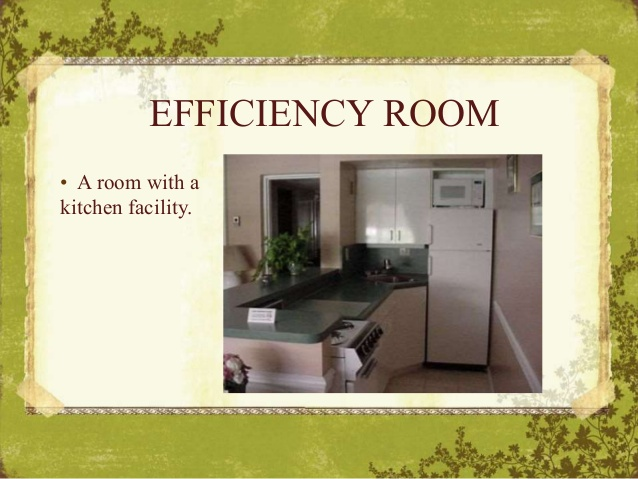 EFFICIENCY ROOM
• A room with a
kitchen facility.